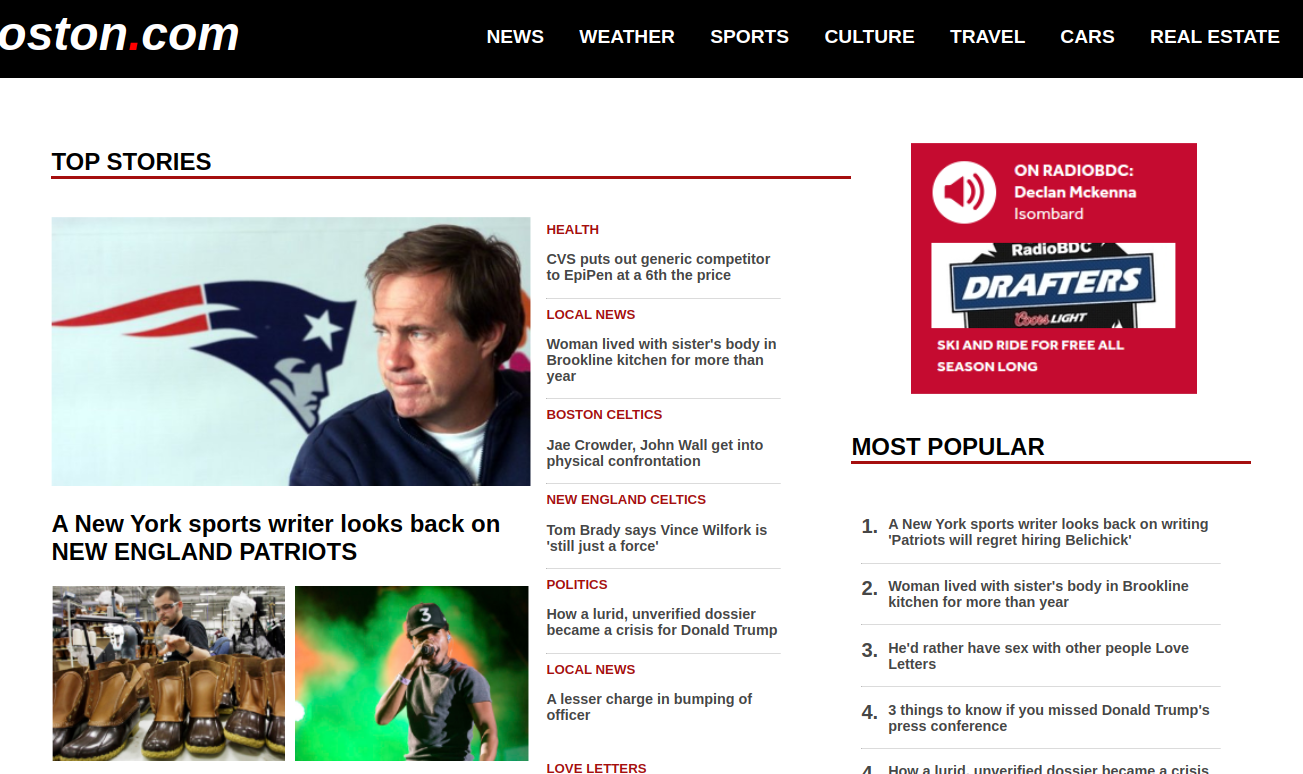 oston.com
NEWS WEATHER SPORTS CULTURE TRAVEL CARS REAL ESTATE
TOP STORIES
HEALTH
CVS puts out generic competitor
to EpiPen at a 6th the price
LOCAL NEWS
Woman lived with sister's body in
Brookline kitchen for more than
year
BOSTON CELTICS
Jae Crowder, John Wall get into
physical confrontation
NEW ENGLAND CELTICS
Tom Brady says Vince Wilfork is
'still just a force'
POLITICS
How a lurid, unverified dossier
became a crisis for Donald Trump
LOCAL NEWS
A lesser charge in bumping of
officer
LOVE LETTERS
A New York sports writer looks back on
NEW ENGLAND PATRIOTS
3
ON RADIOBDC:
Declan Mckenna
Isombard
RadioBDC
DRAFTERS
Coors LIGHT
SKI AND RIDE FOR FREE ALL
SEASON LONG
MOST POPULAR
1. A New York sports writer looks back on writing
'Patriots will regret hiring Belichick'
2. Woman lived with sister's body in Brookline
kitchen for more than year
3. He'd rather have sex with other people Love
Letters
4. 3 things to know if you missed Donald Trump's
press conference
4. How a lurid, unverified dossier became a crisis